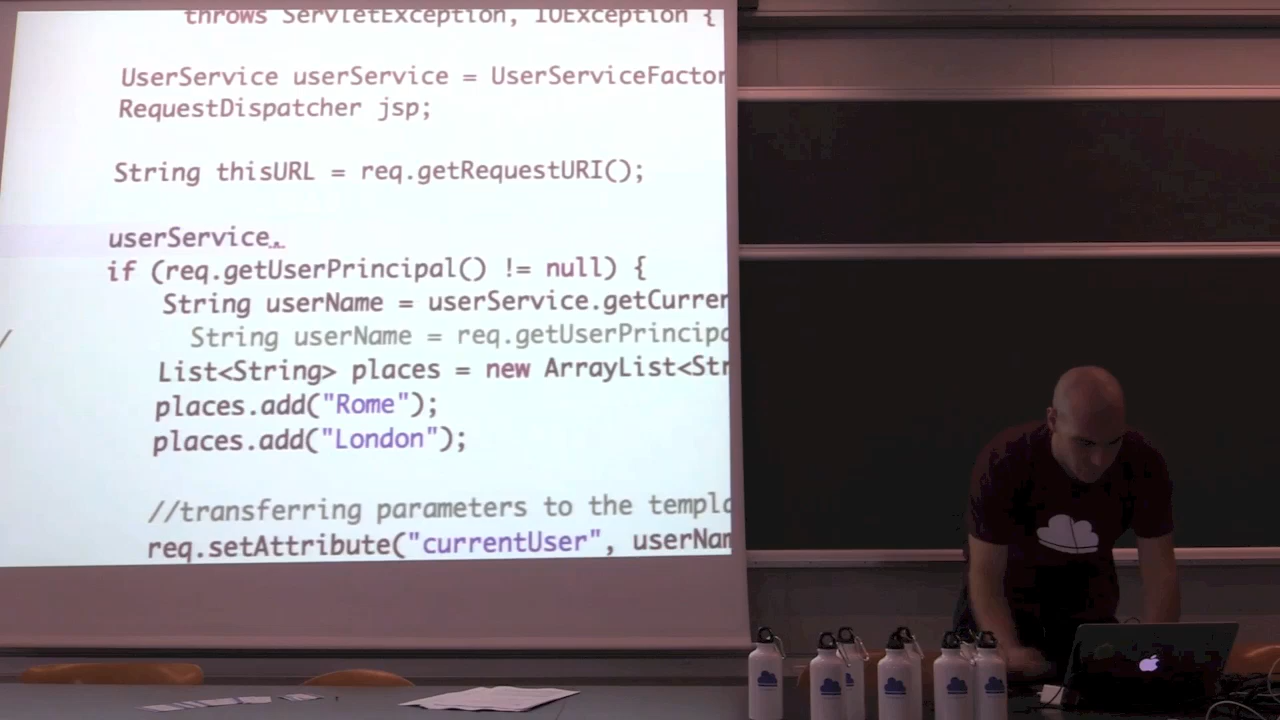 throws ServletException, IOException {
UserService userService = UserServiceFactor
RequestDispatcher jsp;
String thisURL = req.getRequestURI();
userService.
if (req.getUserPrincipal() != null) {
String userName = userService.getCurren
/ String userName = req.getUserPrincipa
List<String> places = new ArrayList<Str
places.add("Rome");
places.add("London");
//transferring parameters to the templa
req.setAttribute("currentUser", userNam